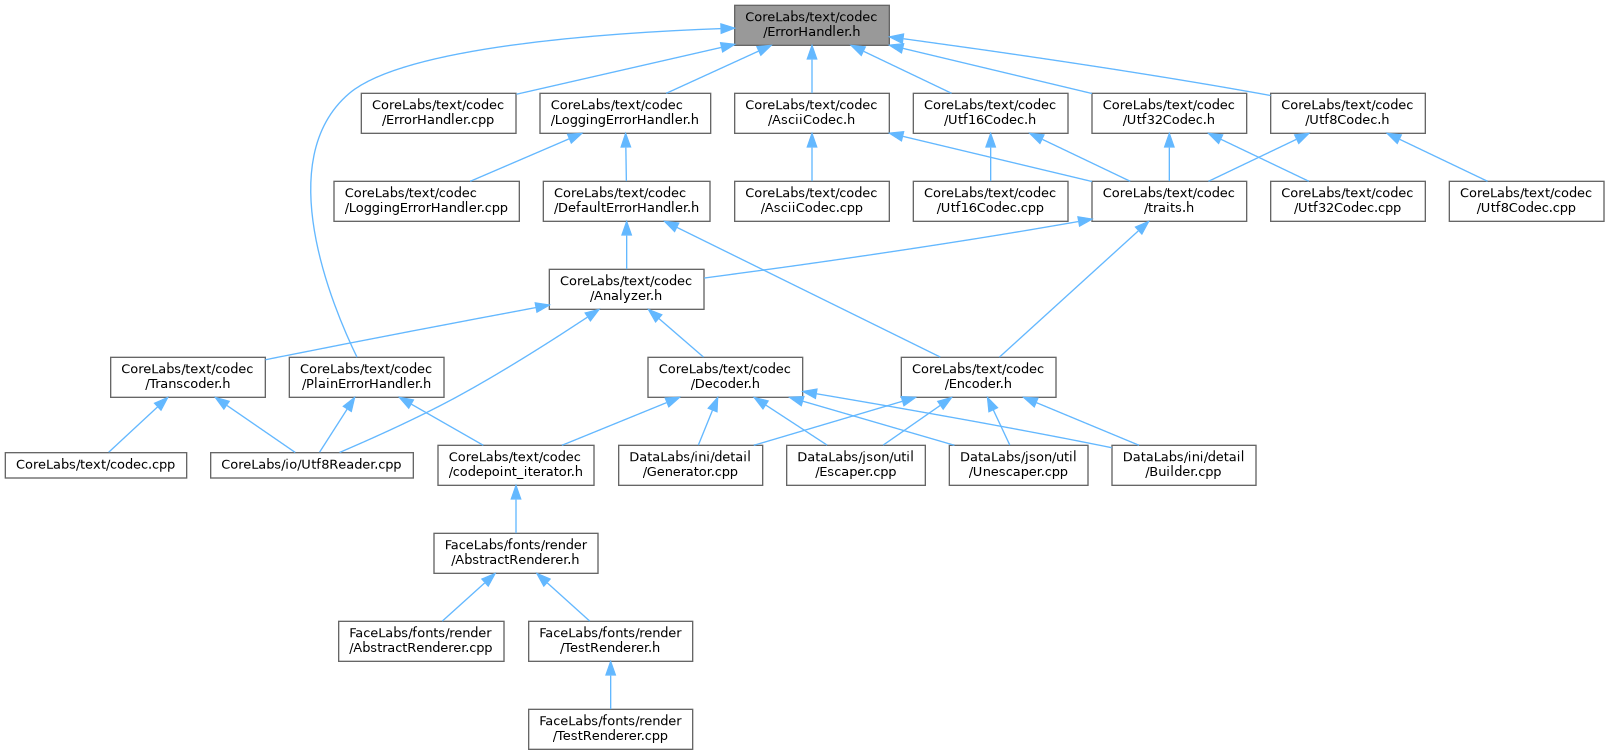 CoreLabs/text/codec
/ErrorHandler.h
CoreLabs/text/codec
/ErrorHandler.cpp
CoreLabs/text/codec
/LoggingErrorHandler.h
CoreLabs/text/codec
/AsciiCodec.h
CoreLabs/text/codec
/Utf16Codec.h
CoreLabs/text/codec
/Utf32Codec.h
CoreLabs/text/codec
/Utf8Codec.h
CoreLabs/text/codec
/LoggingErrorHandler.cpp
CoreLabs/text/codec
/DefaultErrorHandler.h
CoreLabs/text/codec
/AsciiCodec.cpp
CoreLabs/text/codec
/Utf16Codec.cpp
CoreLabs/text/codec
/traits.h
CoreLabs/text/codec
/Utf32Codec.cpp
CoreLabs/text/codec
/Utf8Codec.cpp
CoreLabs/text/codec
/Analyzer.h
CoreLabs/text/codec
/Transcoder.h
CoreLabs/text/codec
/PlainErrorHandler.h
CoreLabs/text/codec
/Decoder.h
CoreLabs/text/codec
/Encoder.h
CoreLabs/text/codec.cpp
CoreLabs/io/Utf8Reader.cpp
CoreLabs/text/codec
/codepoint_iterator.h
DataLabs/ini/detail
/Generator.cpp
DataLabs/json/util
/Escaper.cpp
DataLabs/json/util
/Unescaper.cpp
DataLabs/ini/detail
/Builder.cpp
FaceLabs/fonts/render
/AbstractRenderer.h
FaceLabs/fonts/render
/AbstractRenderer.cpp
FaceLabs/fonts/render
/TestRenderer.h
FaceLabs/fonts/render
/TestRenderer.cpp